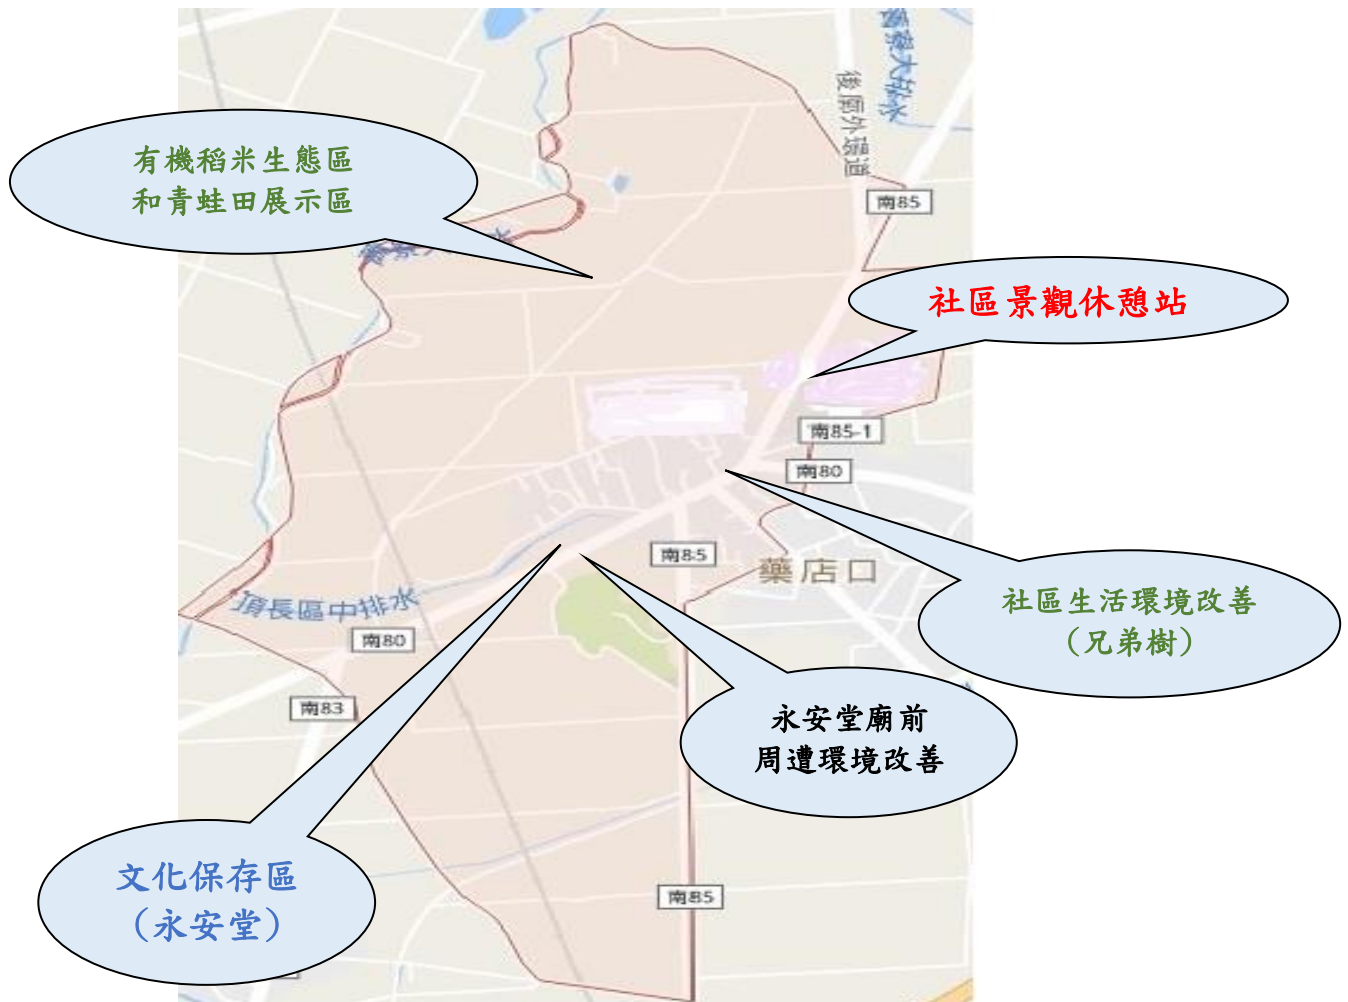 後廍外環道
有機稻米生態區
和青蛙田展示區
南85
社區景觀休憩站
南85-1
南80
南85
藥店口
頂長區中排水
南80
社區生活環境改善
(兄弟樹)
南83
永安堂廟前
周遭環境改善
文化保存區
(永安堂)
南85